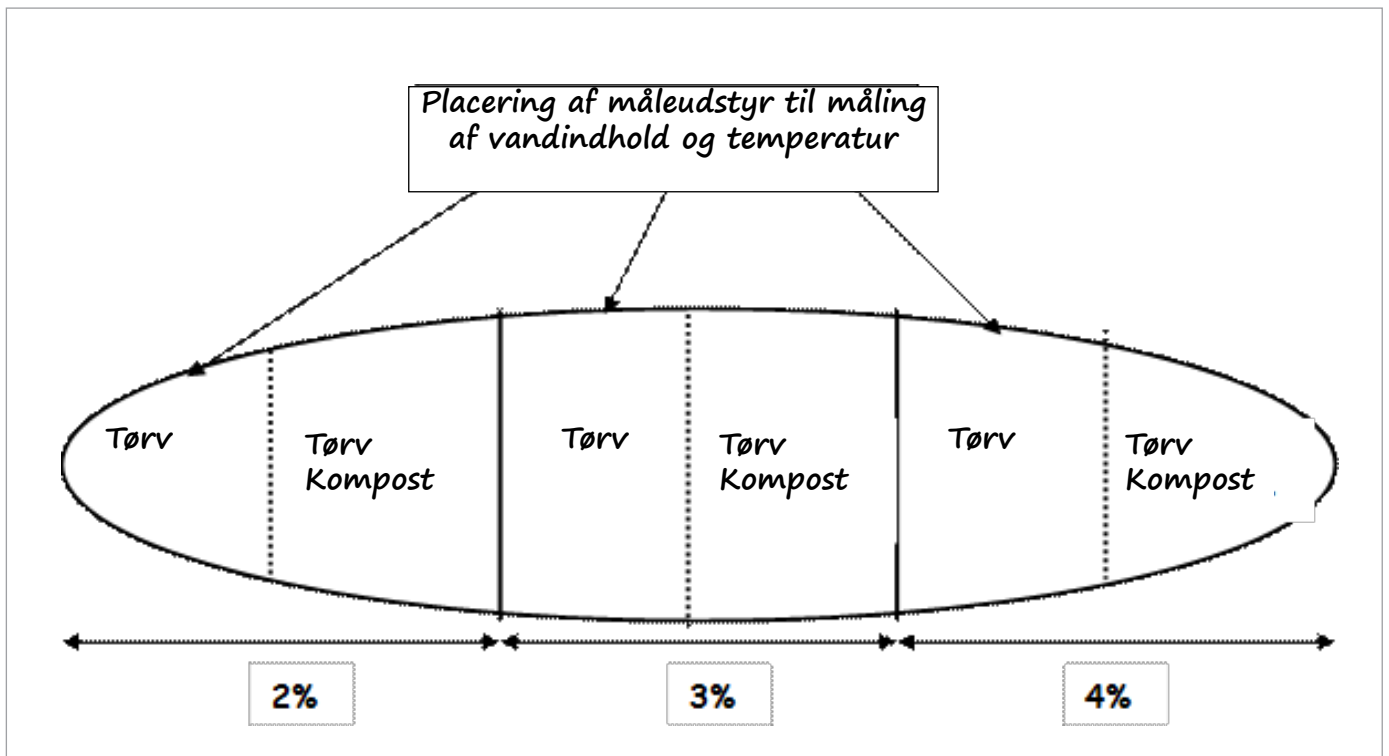 Placering af måleudstyr til måling
af vandindhold og temperatur
Tørv
Tørv
Kompost
Tørv
Tørv
Kompost
Tørv
Tørv
Kompost
2%
3%
4%